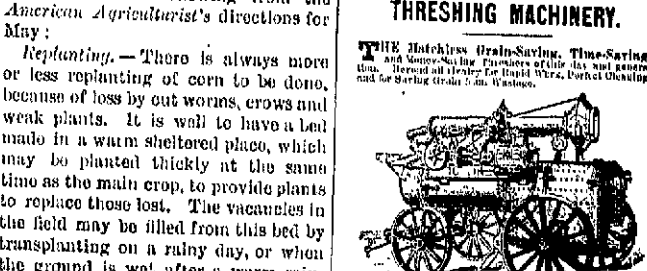 American Agriculturist's directions for
May:
Replanting.—There is always more
or less replanting of corn to be done,
because of loss by cut worms, crows and
weak plants. It is well to have a bed
made in a warm sheltered place, which
may be planted thickly at the same
time as the main crop, to provide plants
to replace those lost. The vacancies in
the field may be filled from this bed by
transplanting on a rainy day, or when
the ground is wet after a warm rain
THRESHING MACHINERY.
THE Matchless Grain-Saving, Time-Saving
and Money-Saving Threshers of this day and genera-
tion. Beyond all rivalry for Rapid Work, Perfect Cleaning
and for Saving Grain from Wastage.